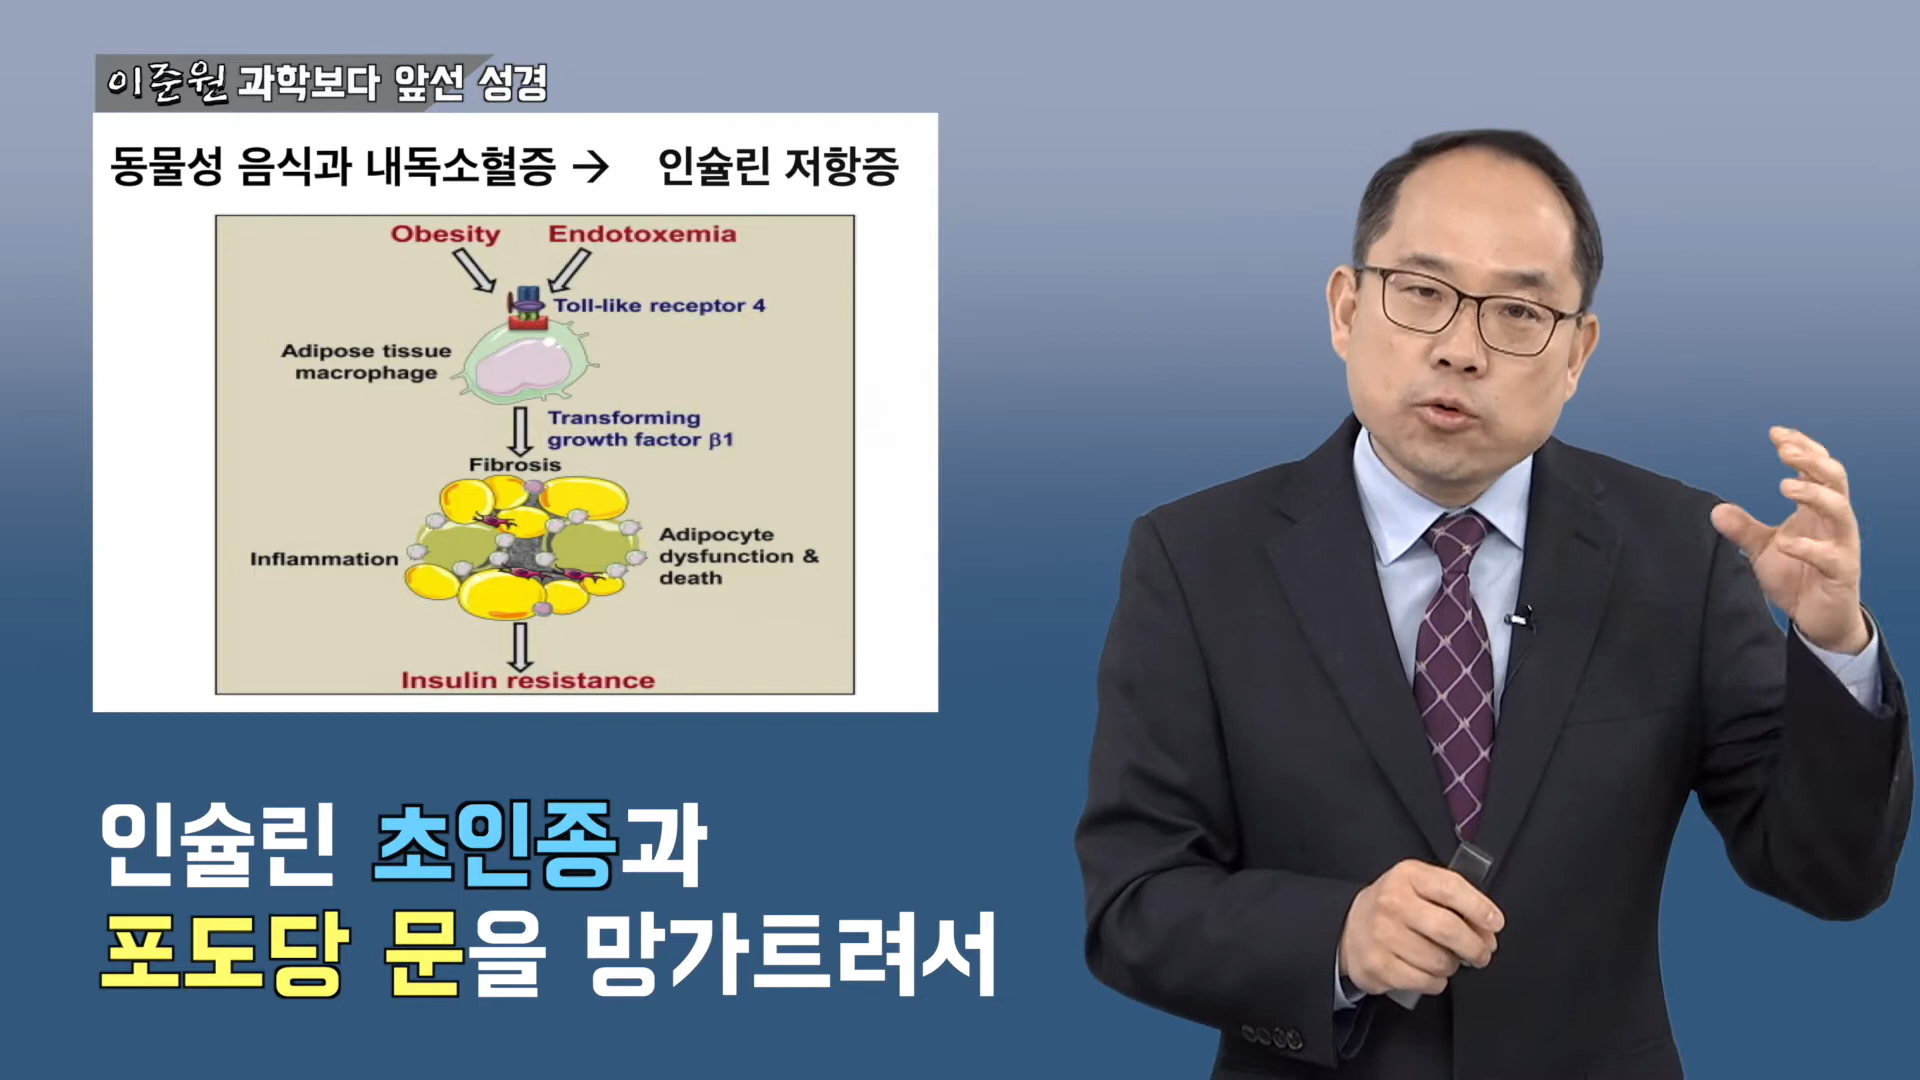 이준원 과학보다 앞선 성경
동물성 음식과 내독소혈증 → 인슐린 저항증
Obesity Endotoxemia
Toll-like receptor 4
Adipose tissue
macrophage
Transforming
growth factor β1
Fibrosis
Inflammation
Adipocyte
dysfunction &
death
Insulin resistance
인슐린 초인종과
포도당 문을 망가트려서